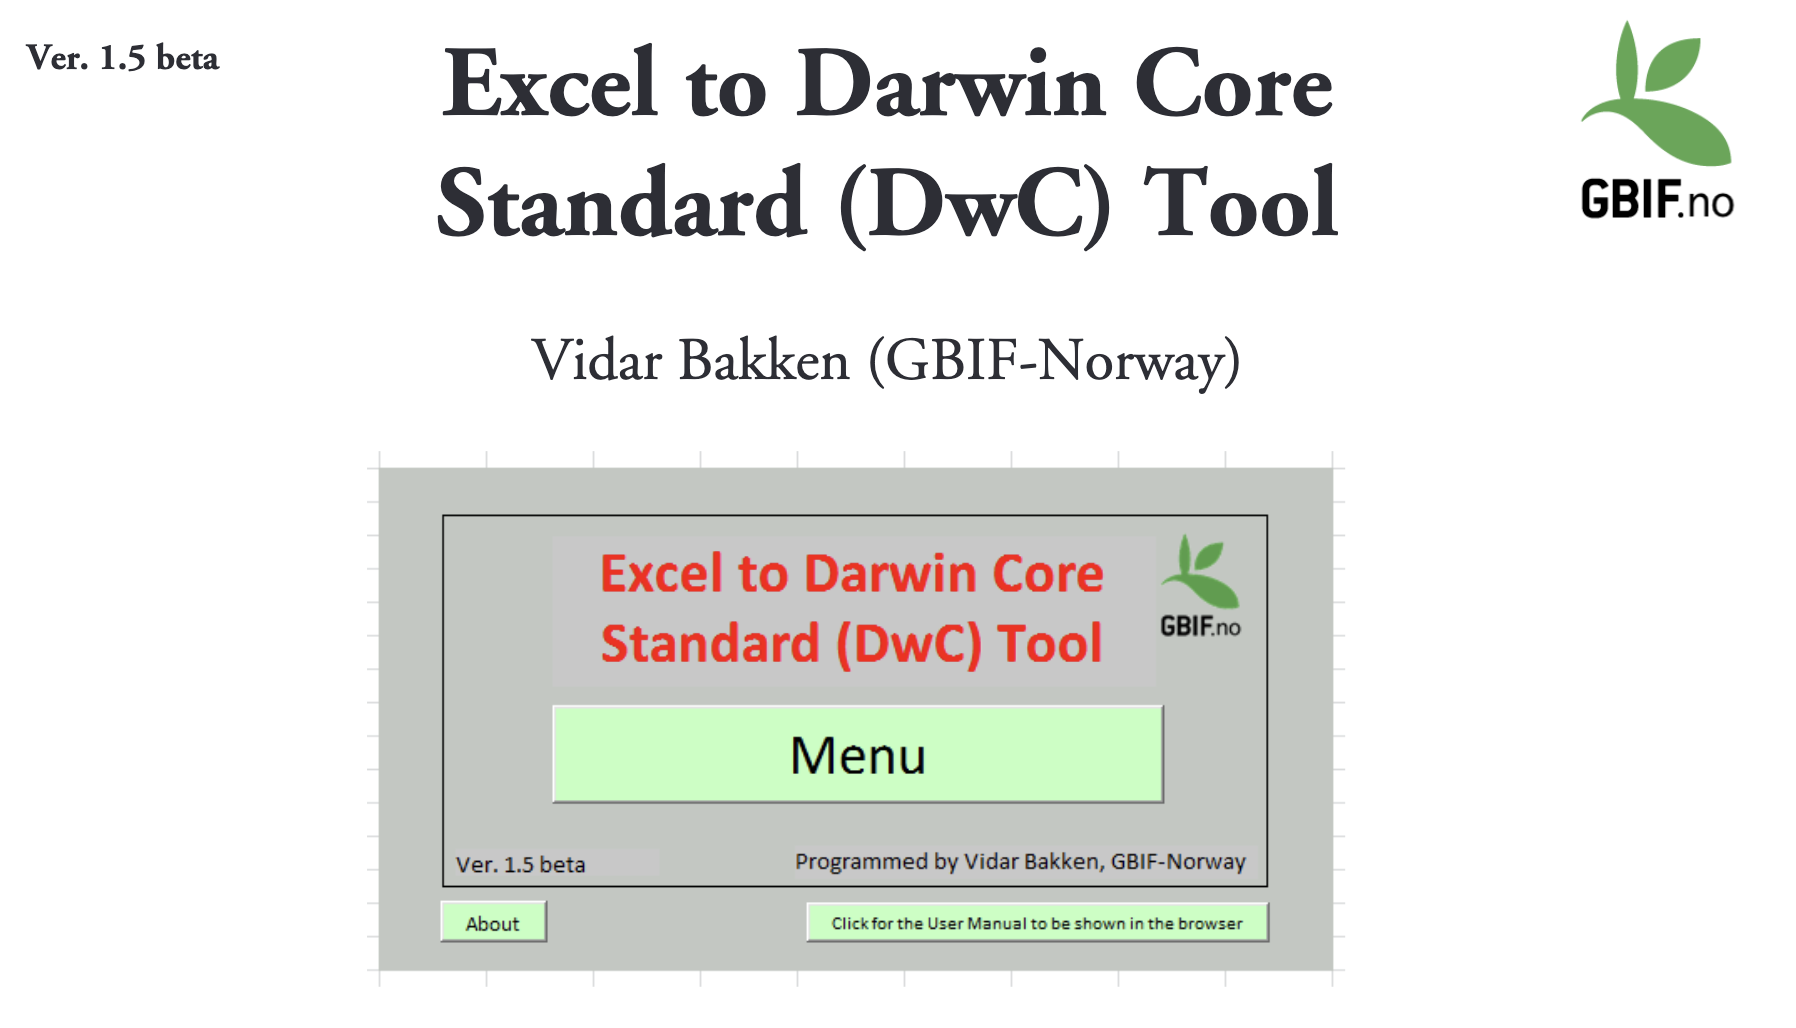 Ver. 1.5 beta
Excel to Darwin Core
Standard (DwC) Tool
GBIF.no
Vidar Bakken (GBIF-Norway)
Excel to Darwin Core
Standard (DwC) Tool
GBIF.no
Menu
Ver. 1.5 beta
Programmed by Vidar Bakken, GBIF-Norway
About
Click for the User Manual to be shown in the browser